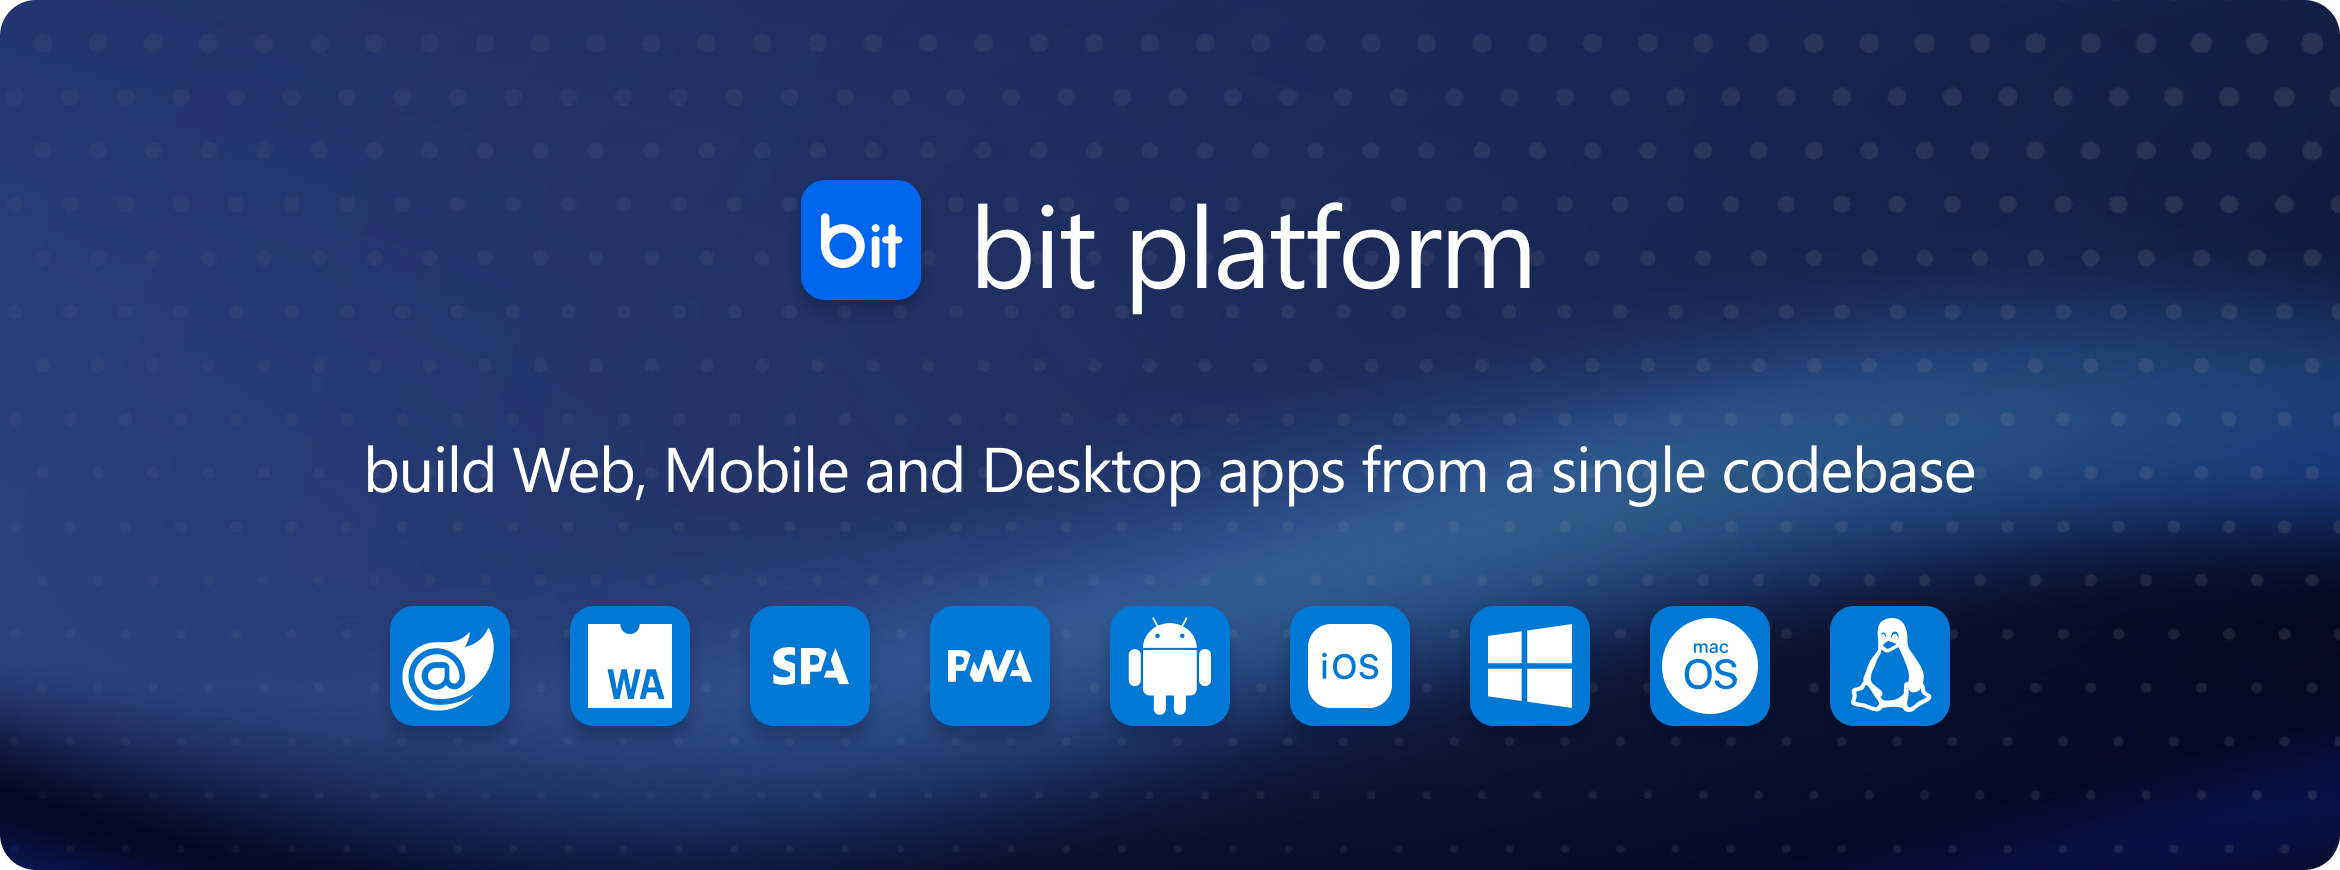 bit bit platform
build Web, Mobile and Desktop apps from a single codebase
@ WA SPA PWA iOS mac OS